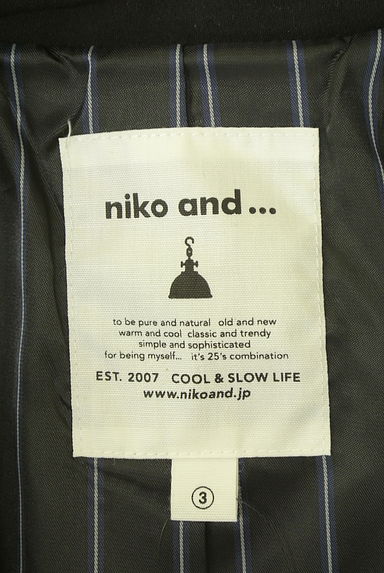 niko and...
to be pure and natural old and new
warm and cool classic and trendy
simple and sophisticated
for being myself... it's 25's combination
EST. 2007 COOL & SLOW LIFE
www.nikoand.jp
③